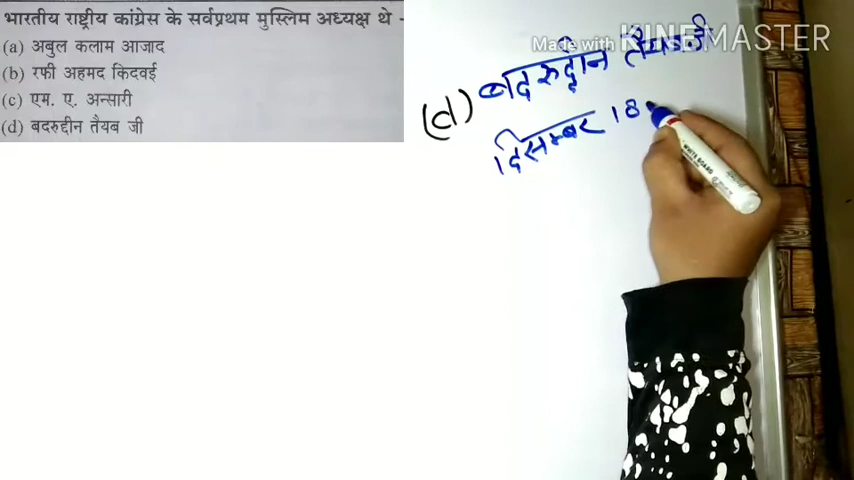 भारतीय राष्ट्रीय कांग्रेस के सर्वप्रथम मुस्लिम अध्यक्ष थे -
(a) अबुल कलाम आजाद
(b) रफी अहमद किदवई
(c) एम. ए. अन्सारी
(d) बदरुद्दीन तैयब जी
Made with KINEMASTER
(d) बदरुद्दीन तैयबजी
दिसम्बर 18